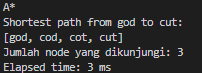 A*
Shortest path from god to cut:
[god, cod, cot, cut]
Jumlah node yang dikunjungi: 3
Elapsed time: 3 ms